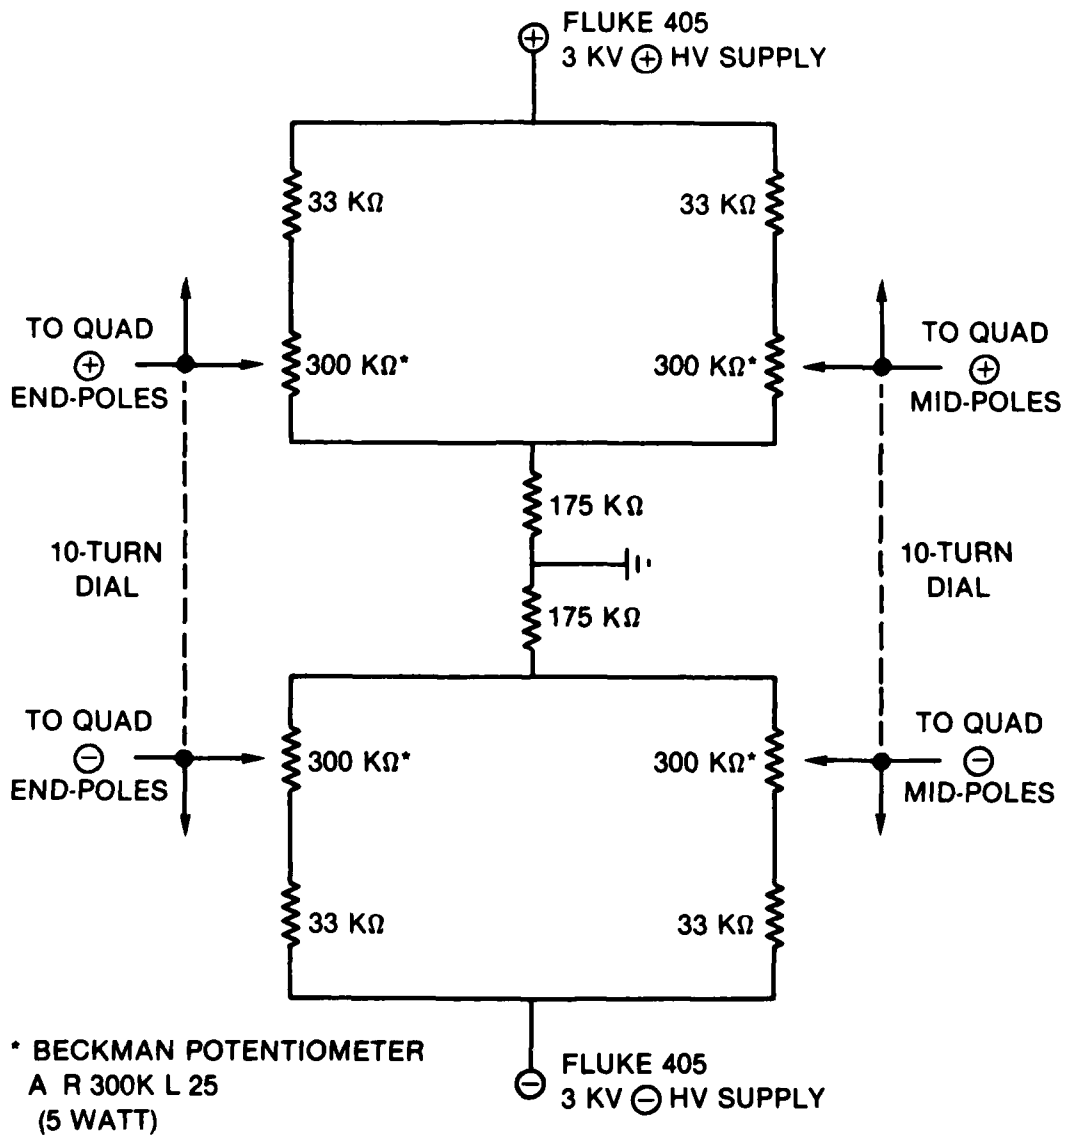 FLUKE 405
3 KV ⊕ HV SUPPLY
33 KΩ
33 KΩ
TO QUAD
⊕
END-POLES
300 KΩ*
300 KΩ*
TO QUAD
⊕
MID-POLES
175 KΩ
10-TURN
DIAL
10-TURN
DIAL
175 KΩ
TO QUAD
⊖
END-POLES
300 KΩ*
300 KΩ*
TO QUAD
⊖
MID-POLES
33 KΩ
33 KΩ
* BECKMAN POTENTIOMETER
A R 300K L 25
(5 WATT)
FLUKE 405
3 KV ⊖ HV SUPPLY